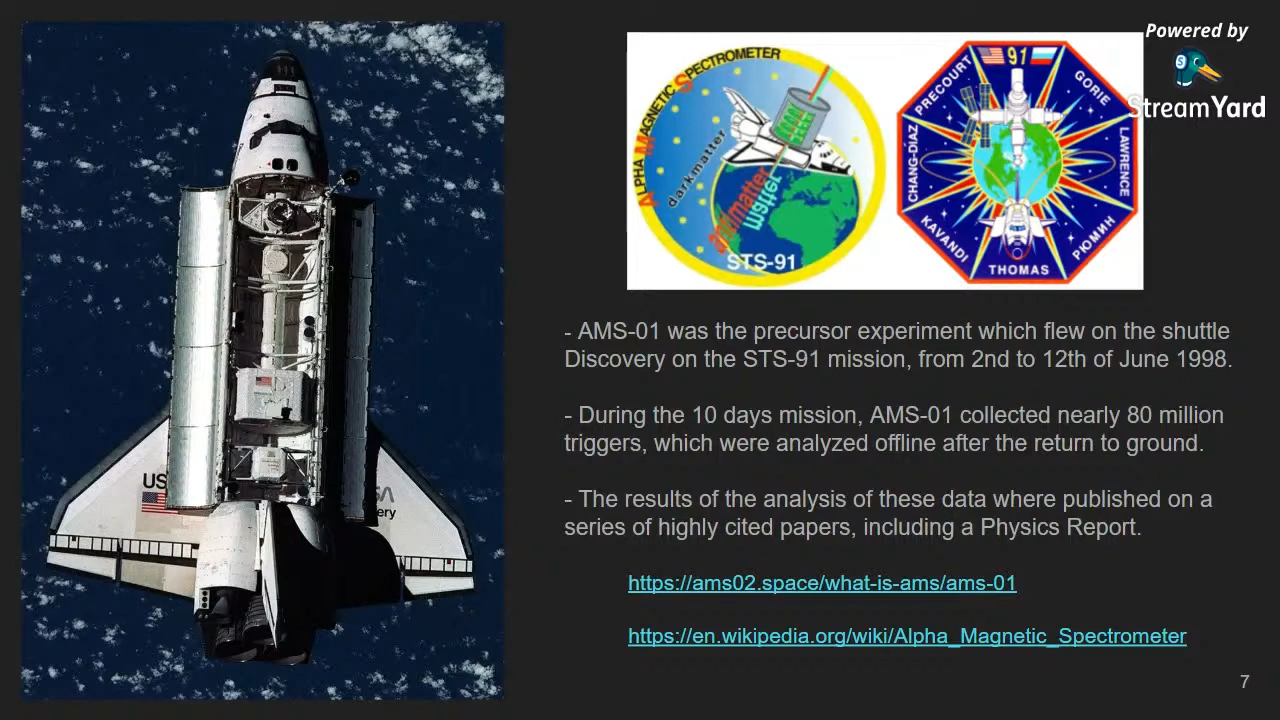 Powered by
StreamYard
ALPHA MAGNETIC SPECTROMETER
darkmatter
antimatter
matter
STS-91
91
PRECOURT
GORIE
CHANG-DIAZ
LAWRENCE
KAVANDI
РЮМИН
THOMAS
- AMS-01 was the precursor experiment which flew on the shuttle
Discovery on the STS-91 mission, from 2nd to 12th of June 1998.
- During the 10 days mission, AMS-01 collected nearly 80 million
triggers, which were analyzed offline after the return to ground.
- The results of the analysis of these data where published on a
series of highly cited papers, including a Physics Report.
https://ams02.space/what-is-ams/ams-01
https://en.wikipedia.org/wiki/Alpha_Magnetic_Spectrometer
7